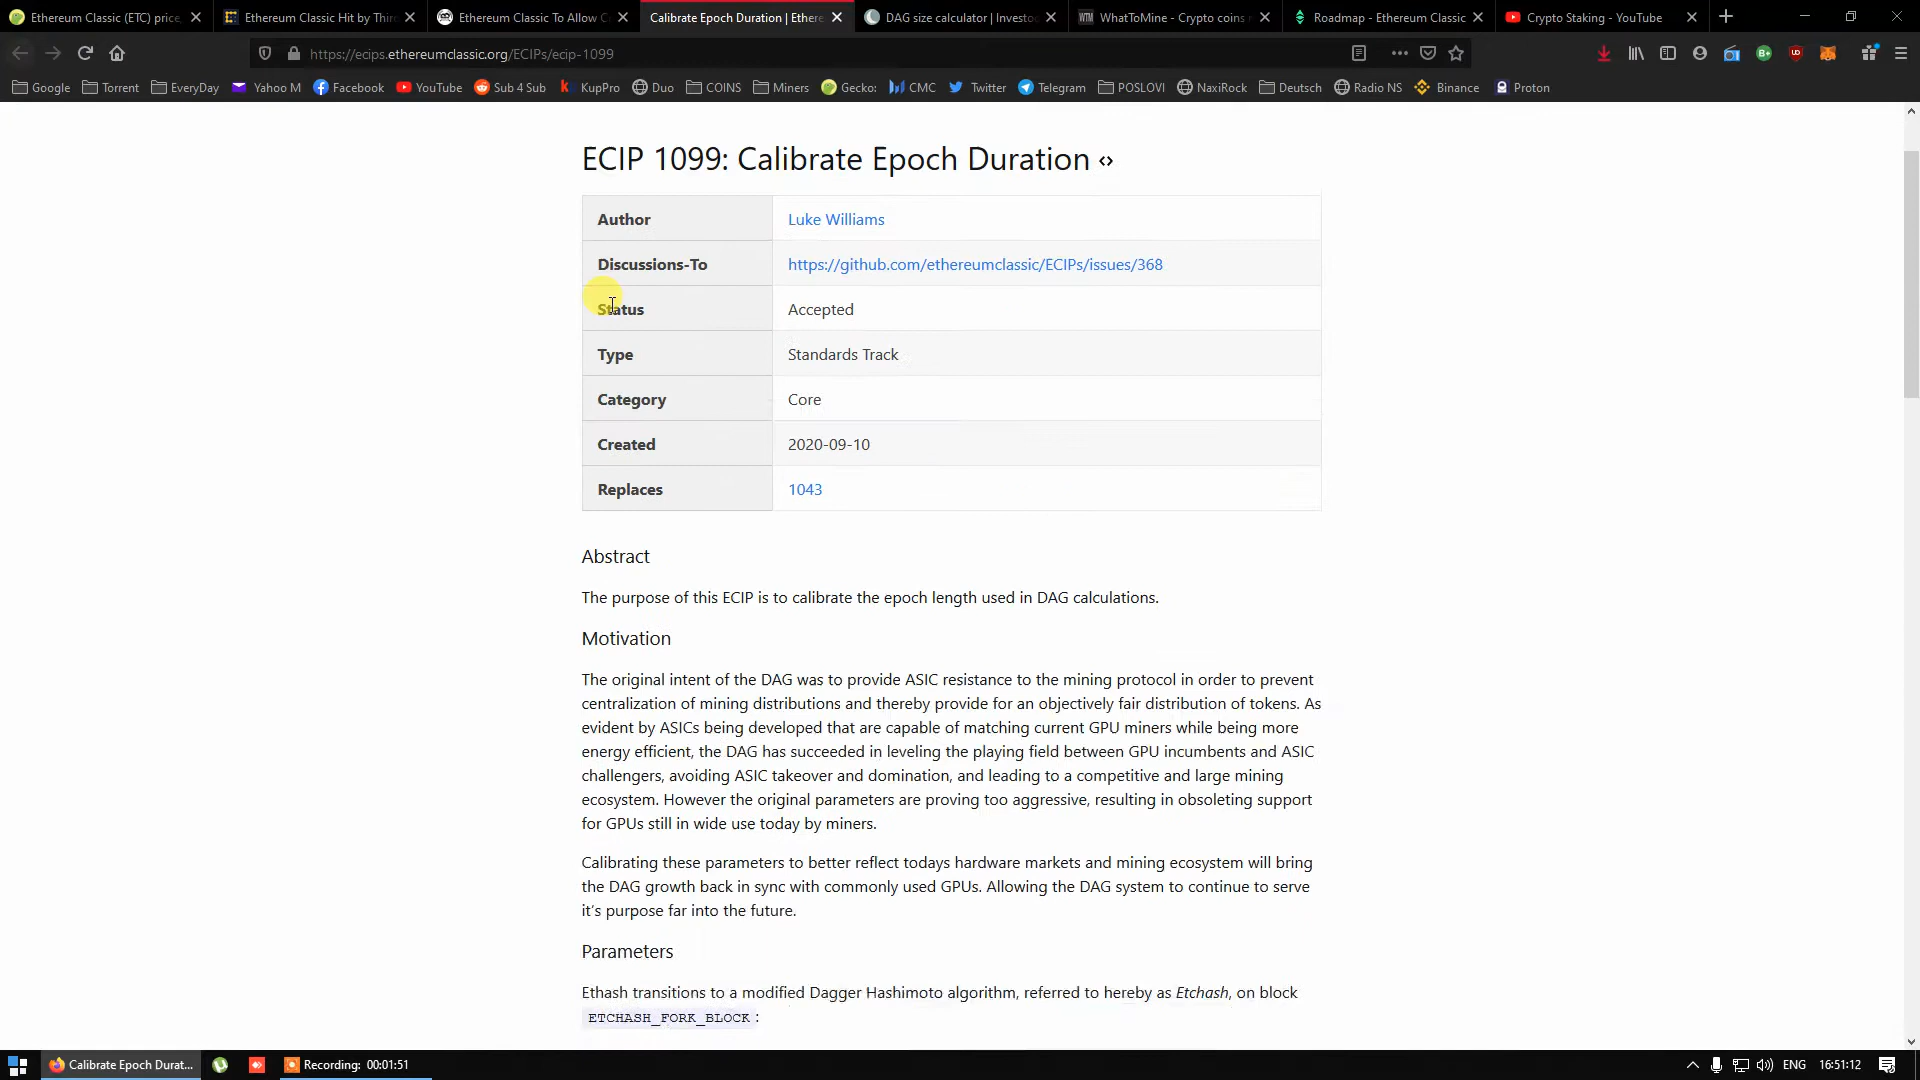 Ethereum Classic (ETC) price,
Ethereum Classic Hit by Thir
Ethereum Classic To Allow C
Calibrate Epoch Duration | Ethere
DAG size calculator | Investo
WTM
WhatToMine - Crypto coins
Roadmap - Ethereum Classic
Crypto Staking - YouTube
https://ecips.ethereumclassic.org/ECIPs/ecip-1099
Google
Torrent
EveryDay
Yahoo M
Facebook
YouTube
Sub 4 Sub
KupPro
Duo
COINS
Miners
Gecko:
CMC
Twitter
Telegram
POSLOVI
NaxiRock
Deutsch
Radio NS
Binance
Proton
ECIP 1099: Calibrate Epoch Duration <>
Author Luke Williams
Discussions-To https://github.com/ethereumclassic/ECIPs/issues/368
Status Accepted
Type Standards Track
Category Core
Created 2020-09-10
Replaces 1043
Abstract
The purpose of this ECIP is to calibrate the epoch length used in DAG calculations.
Motivation
The original intent of the DAG was to provide ASIC resistance to the mining protocol in order to prevent
centralization of mining distributions and thereby provide for an objectively fair distribution of tokens. As
evident by ASICs being developed that are capable of matching current GPU miners while being more
energy efficient, the DAG has succeeded in leveling the playing field between GPU incumbents and ASIC
challengers, avoiding ASIC takeover and domination, and leading to a competitive and large mining
ecosystem. However the original parameters are proving too aggressive, resulting in obsoleting support
for GPUs still in wide use today by miners.
Calibrating these parameters to better reflect todays hardware markets and mining ecosystem will bring
the DAG growth back in sync with commonly used GPUs. Allowing the DAG system to continue to serve
it's purpose far into the future.
Parameters
Ethash transitions to a modified Dagger Hashimoto algorithm, referred to hereby as Etchash, on block
ETCHASH_FORK_BLOCK:
Calibrate Epoch Durat...
Recording: 00:01:51
ENG
16:51:12